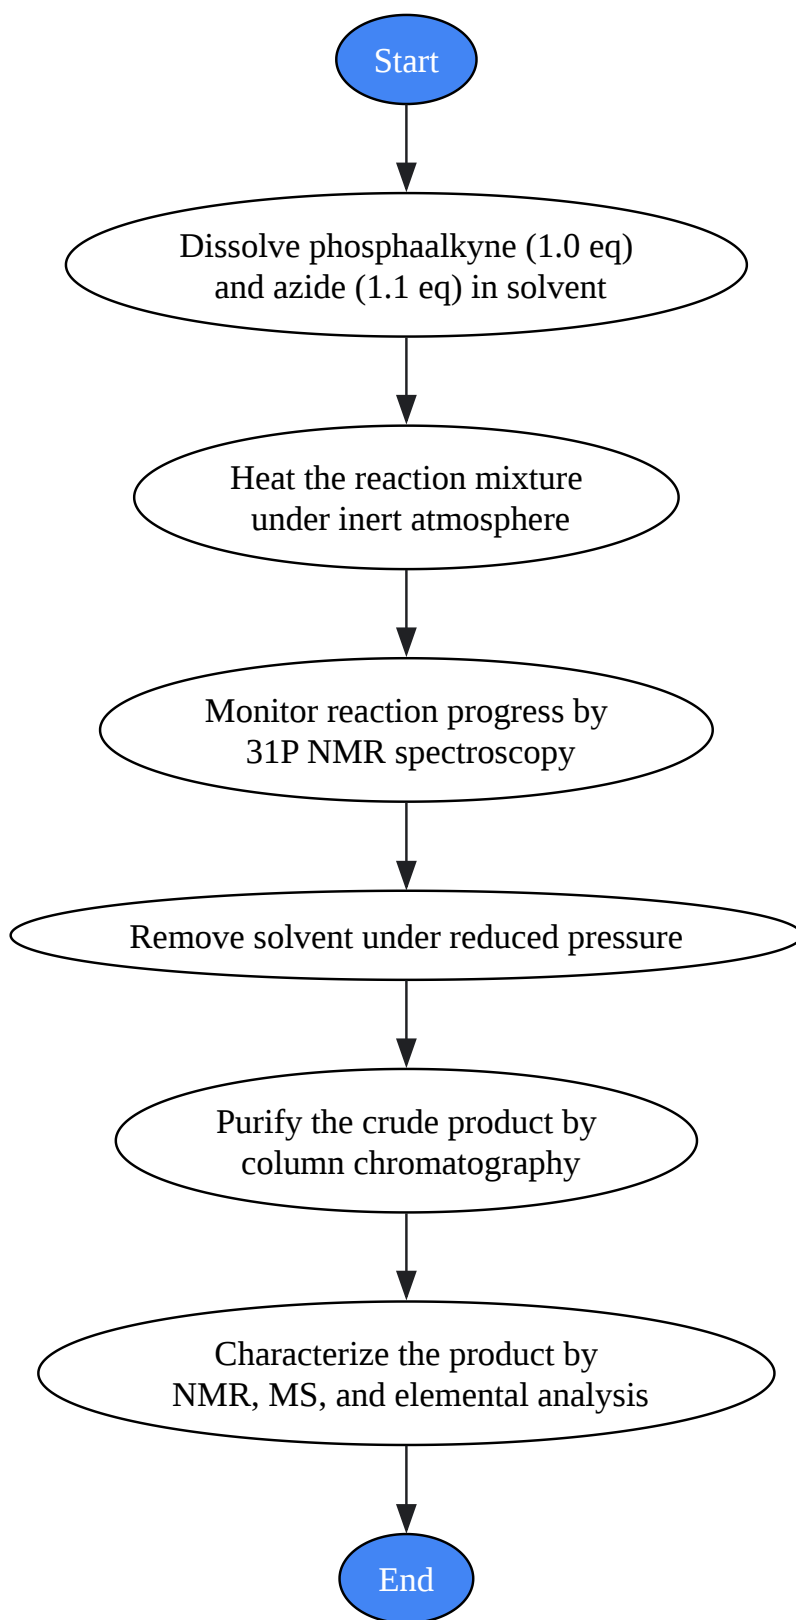 Start
Dissolve phosphaalkyne (1.0 eq)
and azide (1.1 eq) in solvent
Heat the reaction mixture
under inert atmosphere
Monitor reaction progress by
31P NMR spectroscopy
Remove solvent under reduced pressure
Purify the crude product by
column chromatography
Characterize the product by
NMR, MS, and elemental analysis
End